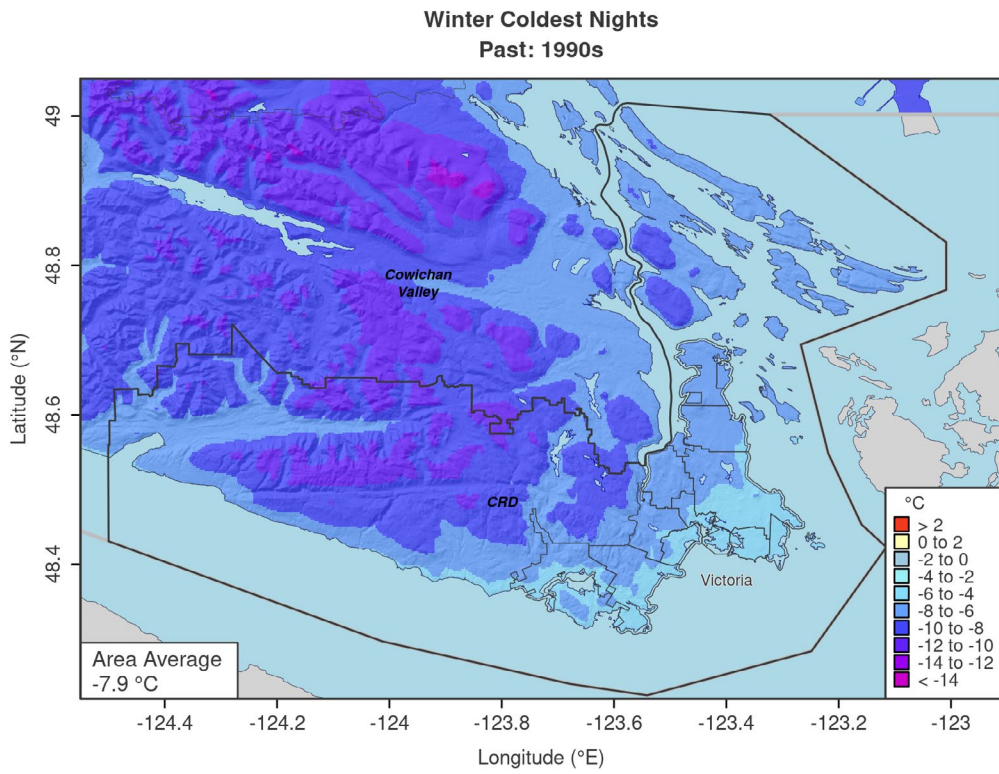 Winter Coldest Nights
Past: 1990s
Latitude (°N)
49
48.8
48.6
48.4
Cowichan
Valley
CRD
Victoria
°C
> 2
0 to 2
-2 to 0
-4 to -2
-6 to -4
-8 to -6
-10 to -8
-12 to -10
-14 to -12
< -14
Area Average
-7.9 °C
-124.4
-124.2
-124
-123.8
-123.6
-123.4
-123.2
-123
Longitude (°E)